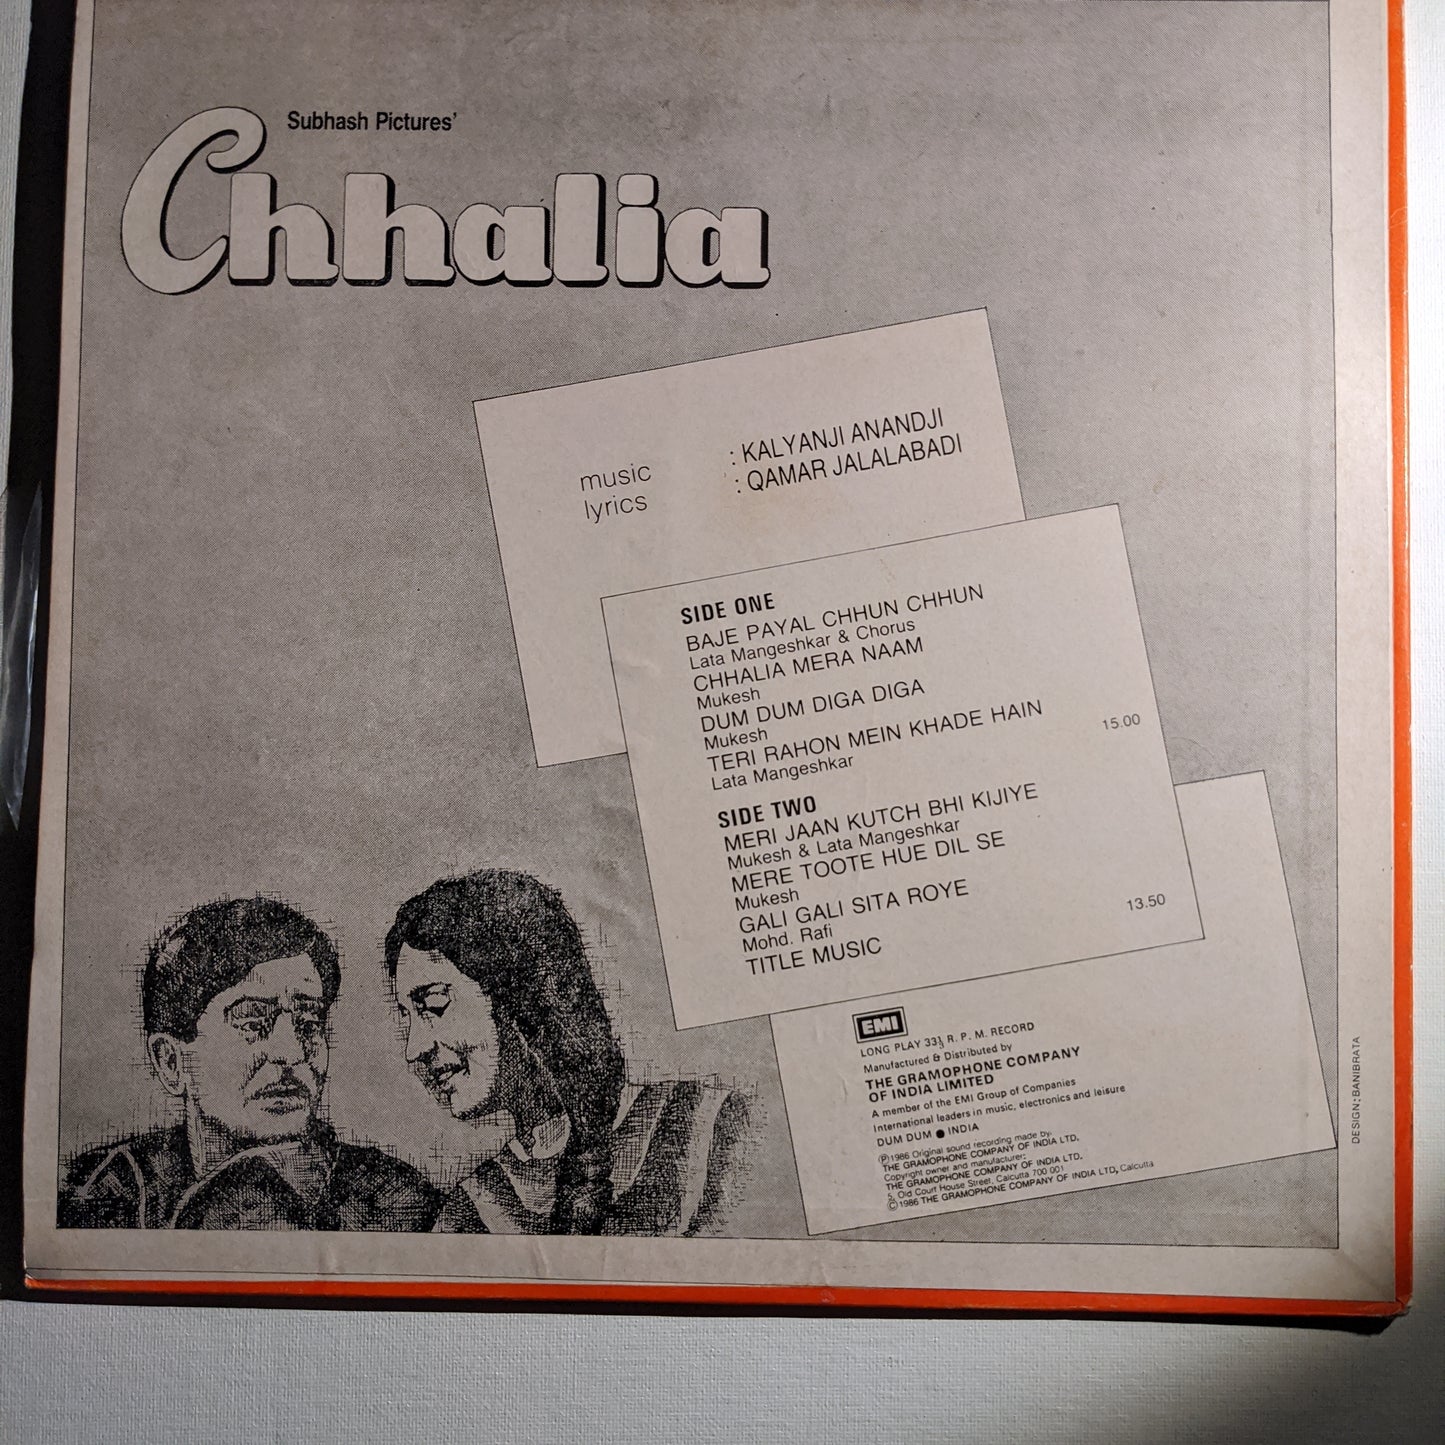 Subhash Pictures'
Chhalia
music : KALYANJI ANANDJI
lyrics : QAMAR JALALABADI
SIDE ONE
BAJE PAYAL CHHUN CHHUN
Lata Mangeshkar & Chorus
CHHALIA MERA NAAM
Mukesh
DUM DUM DIGA DIGA
Mukesh
TERI RAHON MEIN KHADE HAIN 15.00
Lata Mangeshkar
SIDE TWO
MERI JAAN KUTCH BHI KIJIYE
Mukesh & Lata Mangeshkar
MERE TOOTE HUE DIL SE
Mukesh
GALI GALI SITA ROYE
Mohd. Rafi 13.50
TITLE MUSIC
EMI
LONG PLAY 33⅓ R. P. M. RECORD
Manufactured & Distributed by
THE GRAMOPHONE COMPANY
OF INDIA LIMITED
A member of the EMI Group of Companies
International leaders in music, electronics and leisure
DUM DUM ● INDIA
Ⓟ1986 Original sound recording made by:
THE GRAMOPHONE COMPANY OF INDIA LTD.
Copyright owner and manufacturer:
THE GRAMOPHONE COMPANY OF INDIA LTD.
5, Old Court House Street, Calcutta 700 001
©1986 THE GRAMOPHONE COMPANY OF INDIA LTD, Calcutta
DESIGN: BANIBRATA